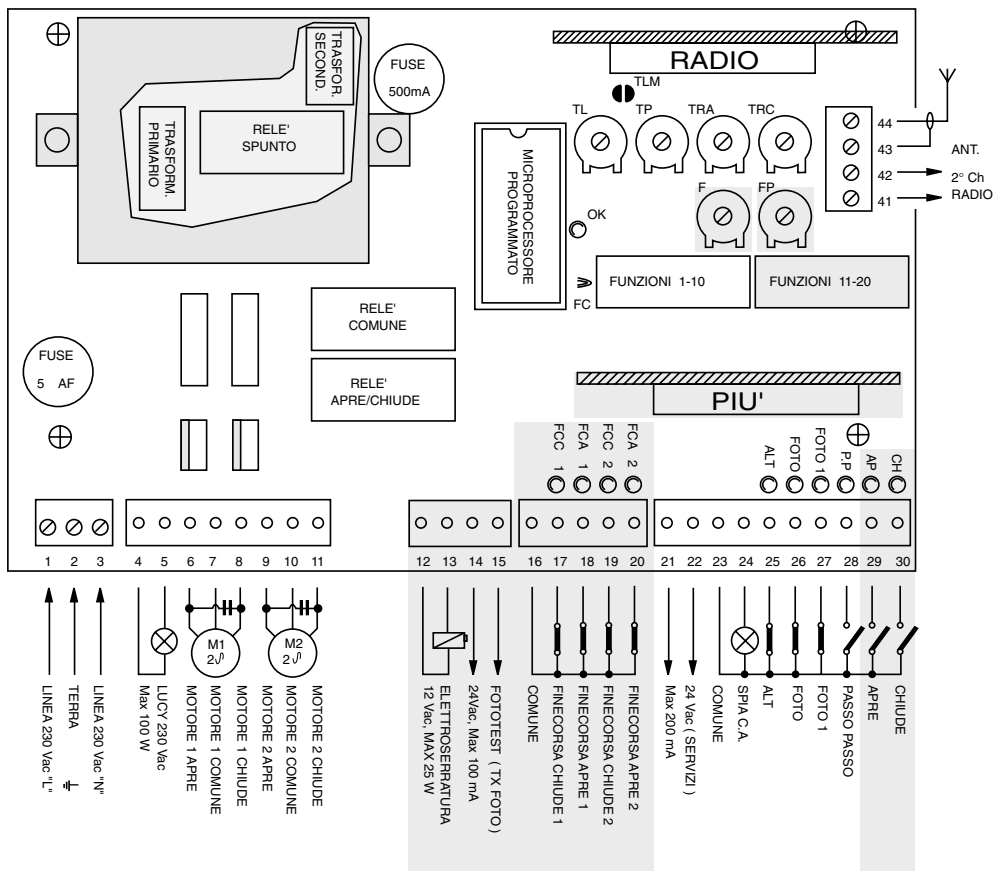 TRASFOR.
SECOND.
FUSE
500mA
RADIO
TRASFORM.
PRIMARIO
RELE'
SPUNTO
MICROPROCESSORE
PROGRAMMATO
TLM
TL
TP
TRA
TRC
44
43
42
41
ANT.
2° Ch
RADIO
F
FP
OK
FC
FUNZIONI 1-10
FUNZIONI 11-20
RELE'
COMUNE
RELE'
APRE/CHIUDE
FUSE
5 AF
PIU'
FCC 1
FCA 1
FCC 2
FCA 2
ALT
FOTO
FOTO 1
P.P
AP
CH
1 2 3 4 5 6 7 8 9 10 11 12 13 14 15 16 17 18 19 20 21 22 23 24 25 26 27 28 29 30
M1
2
M2
2
LINEA 230 Vac "L"
TERRA
LINEA 230 Vac "N"
Max 100 W
LUCY 230 Vac
MOTORE 1 APRE
MOTORE 1 COMUNE
MOTORE 1 CHIUDE
MOTORE 2 APRE
MOTORE 2 COMUNE
MOTORE 2 CHIUDE
12 Vac, MAX 25 W
ELETTROSERRATURA
24Vac, Max 100 mA
FOTOTEST ( TX FOTO )
COMUNE
FINECORSA CHIUDE 1
FINECORSA APRE 1
FINECORSA CHIUDE 2
FINECORSA APRE 2
Max 200 mA
24 Vac ( SERVIZI )
COMUNE
SPIA C.A.
ALT
FOTO
FOTO 1
PASSO PASSO
APRE
CHIUDE